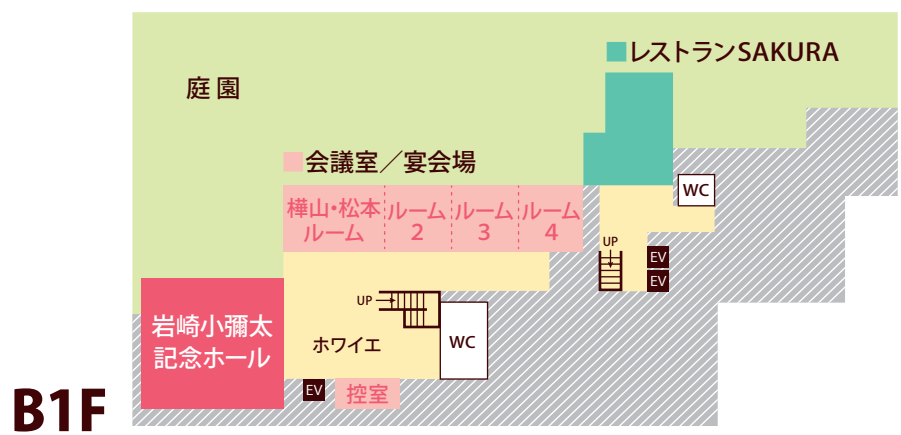 ■レストランSAKURA
庭園
■会議室／宴会場
WC
樺山・松本
ルーム
ルーム
2
ルーム
3
ルーム
4
UP
EV
EV
岩崎小彌太
記念ホール
UP
ホワイエ
WC
EV
控室
B1F